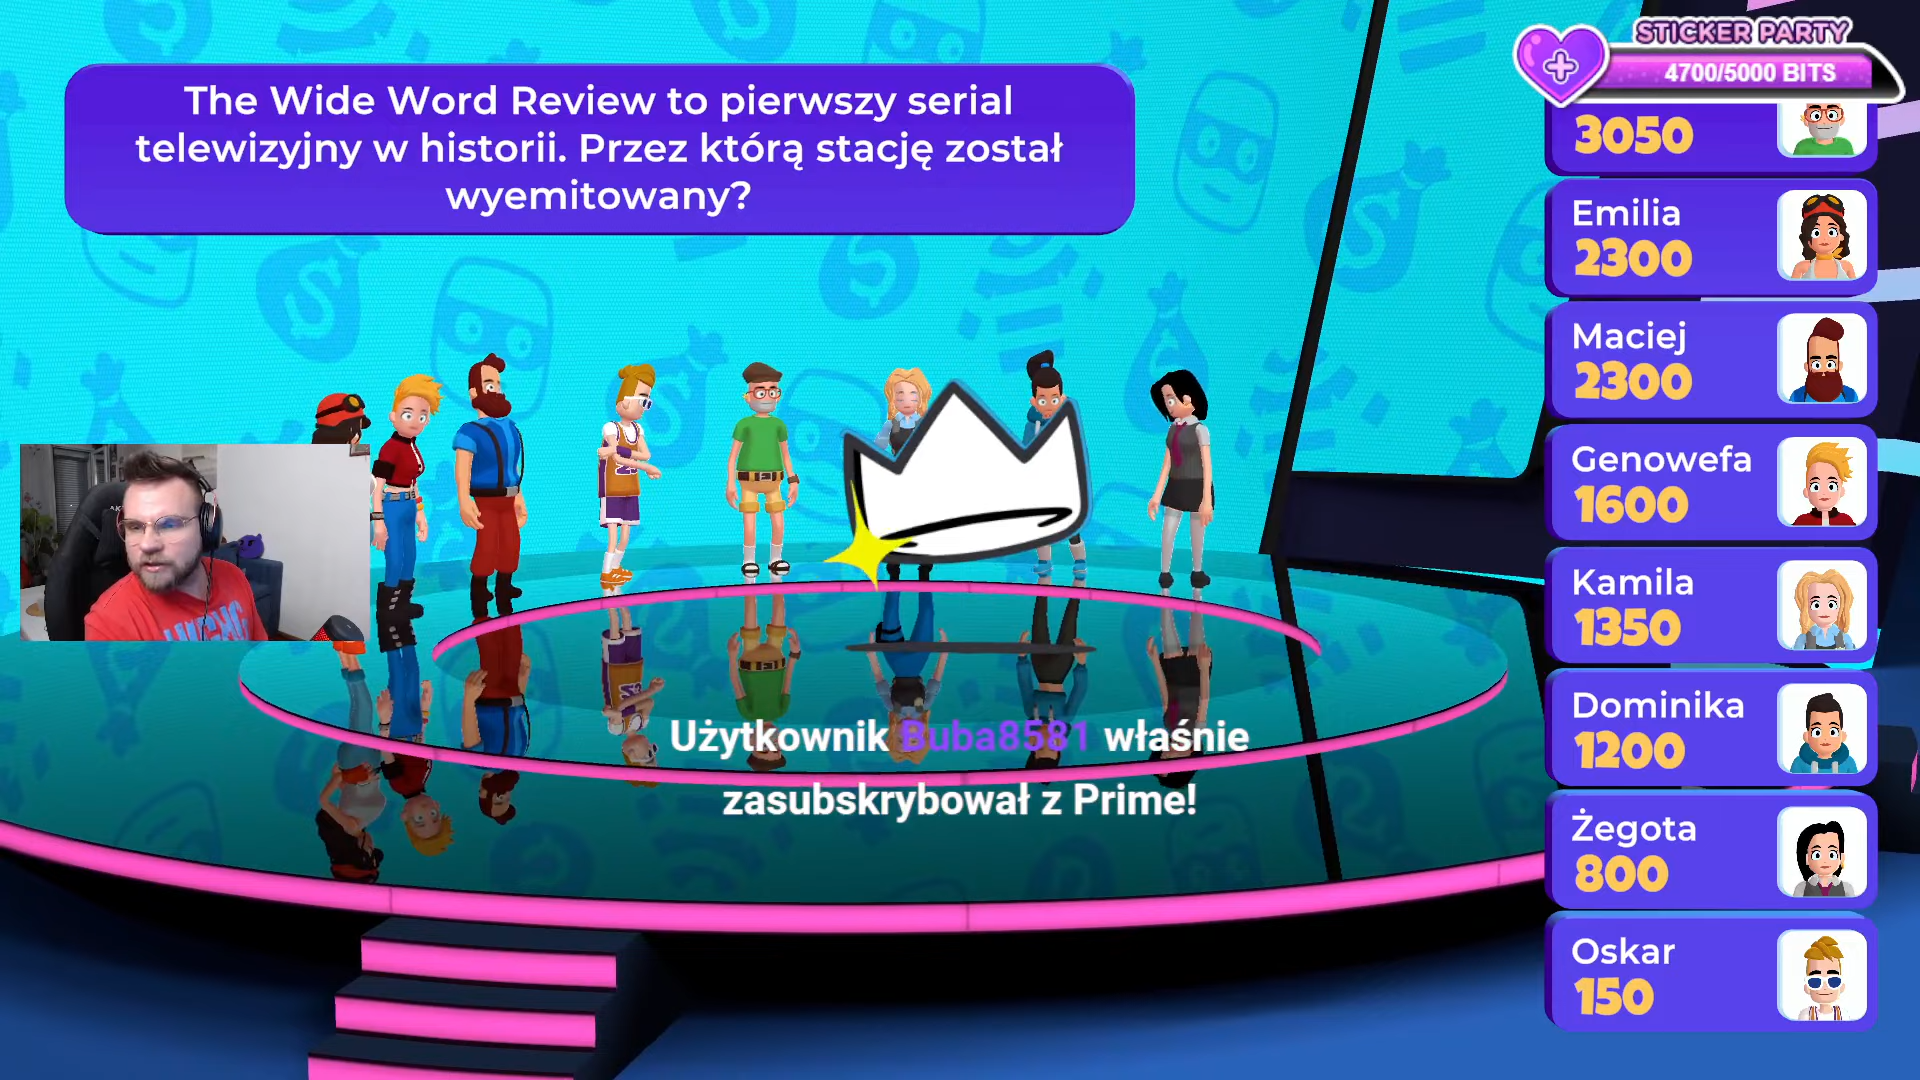 The Wide Word Review to pierwszy serial
telewizyjny w historii. Przez którą stację został
wyemitowany?
STICKER PARTY
4700/5000 BITS
3050
Emilia
2300
Maciej
2300
Genowefa
1600
Kamila
1350
Dominika
1200
Żegota
800
Oskar
150
Użytkownik Buba8581 właśnie
zasubskrybował z Prime!